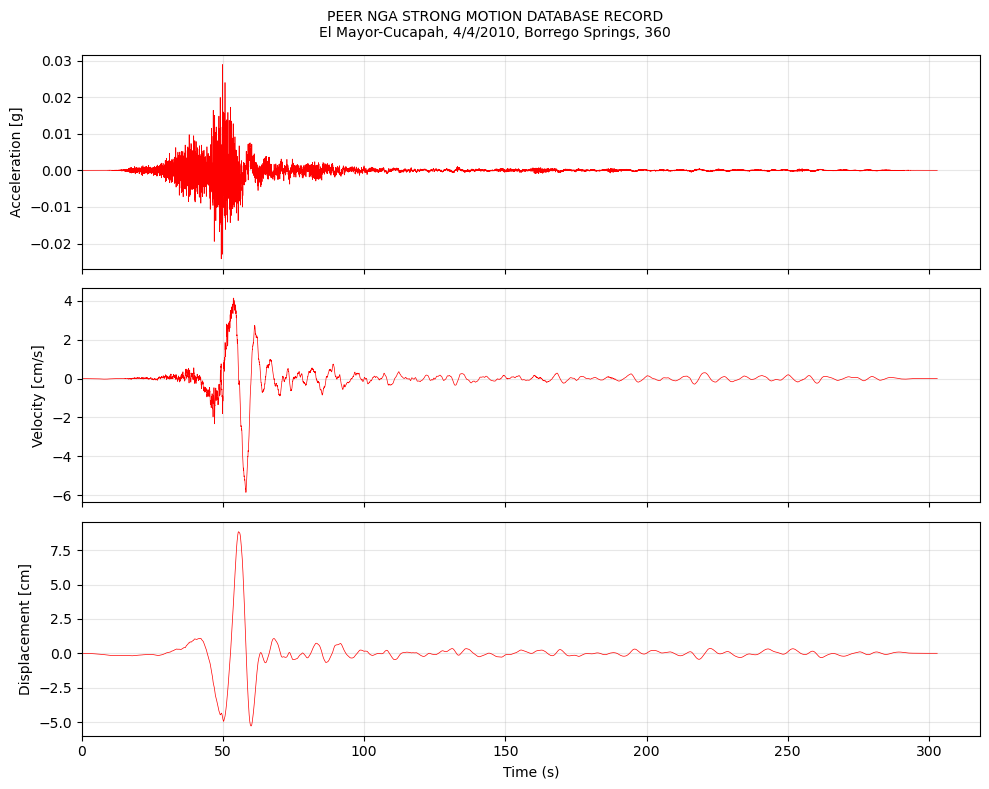 PEER NGA STRONG MOTION DATABASE RECORD
El Mayor-Cucapah, 4/4/2010, Borrego Springs, 360
Acceleration [g]
0.03
0.02
0.01
0.00
−0.01
−0.02
Velocity [cm/s]
4
2
0
−2
−4
−6
Displacement [cm]
7.5
5.0
2.5
0.0
−2.5
−5.0
0 50 100 150 200 250 300
Time (s)